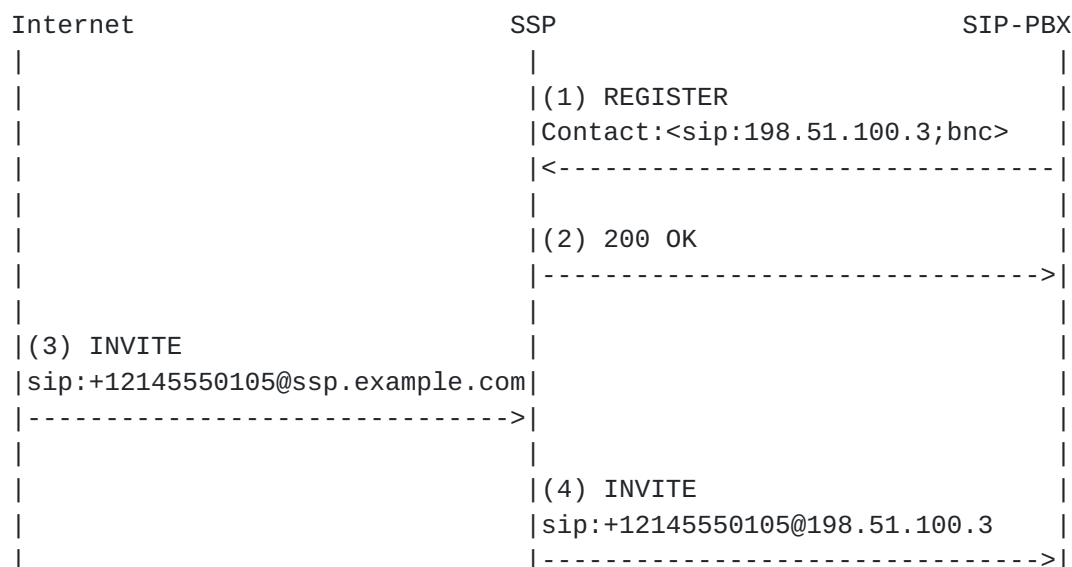 Internet                        SSP                          SIP-PBX
|                                |                                 |
|                                |(1) REGISTER                     |
|                                |Contact:<sip:198.51.100.3;bnc>   |
|                                |<--------------------------------|
|                                |                                 |
|                                |(2) 200 OK                       |
|                                |-------------------------------->|
|                                |                                 |
|(3) INVITE                      |                                 |
|sip:+12145550105@ssp.example.com|                                 |
|------------------------------->|                                 |
|                                |                                 |
|                                |(4) INVITE                       |
|                                |sip:+12145550105@198.51.100.3    |
|                                |-------------------------------->|